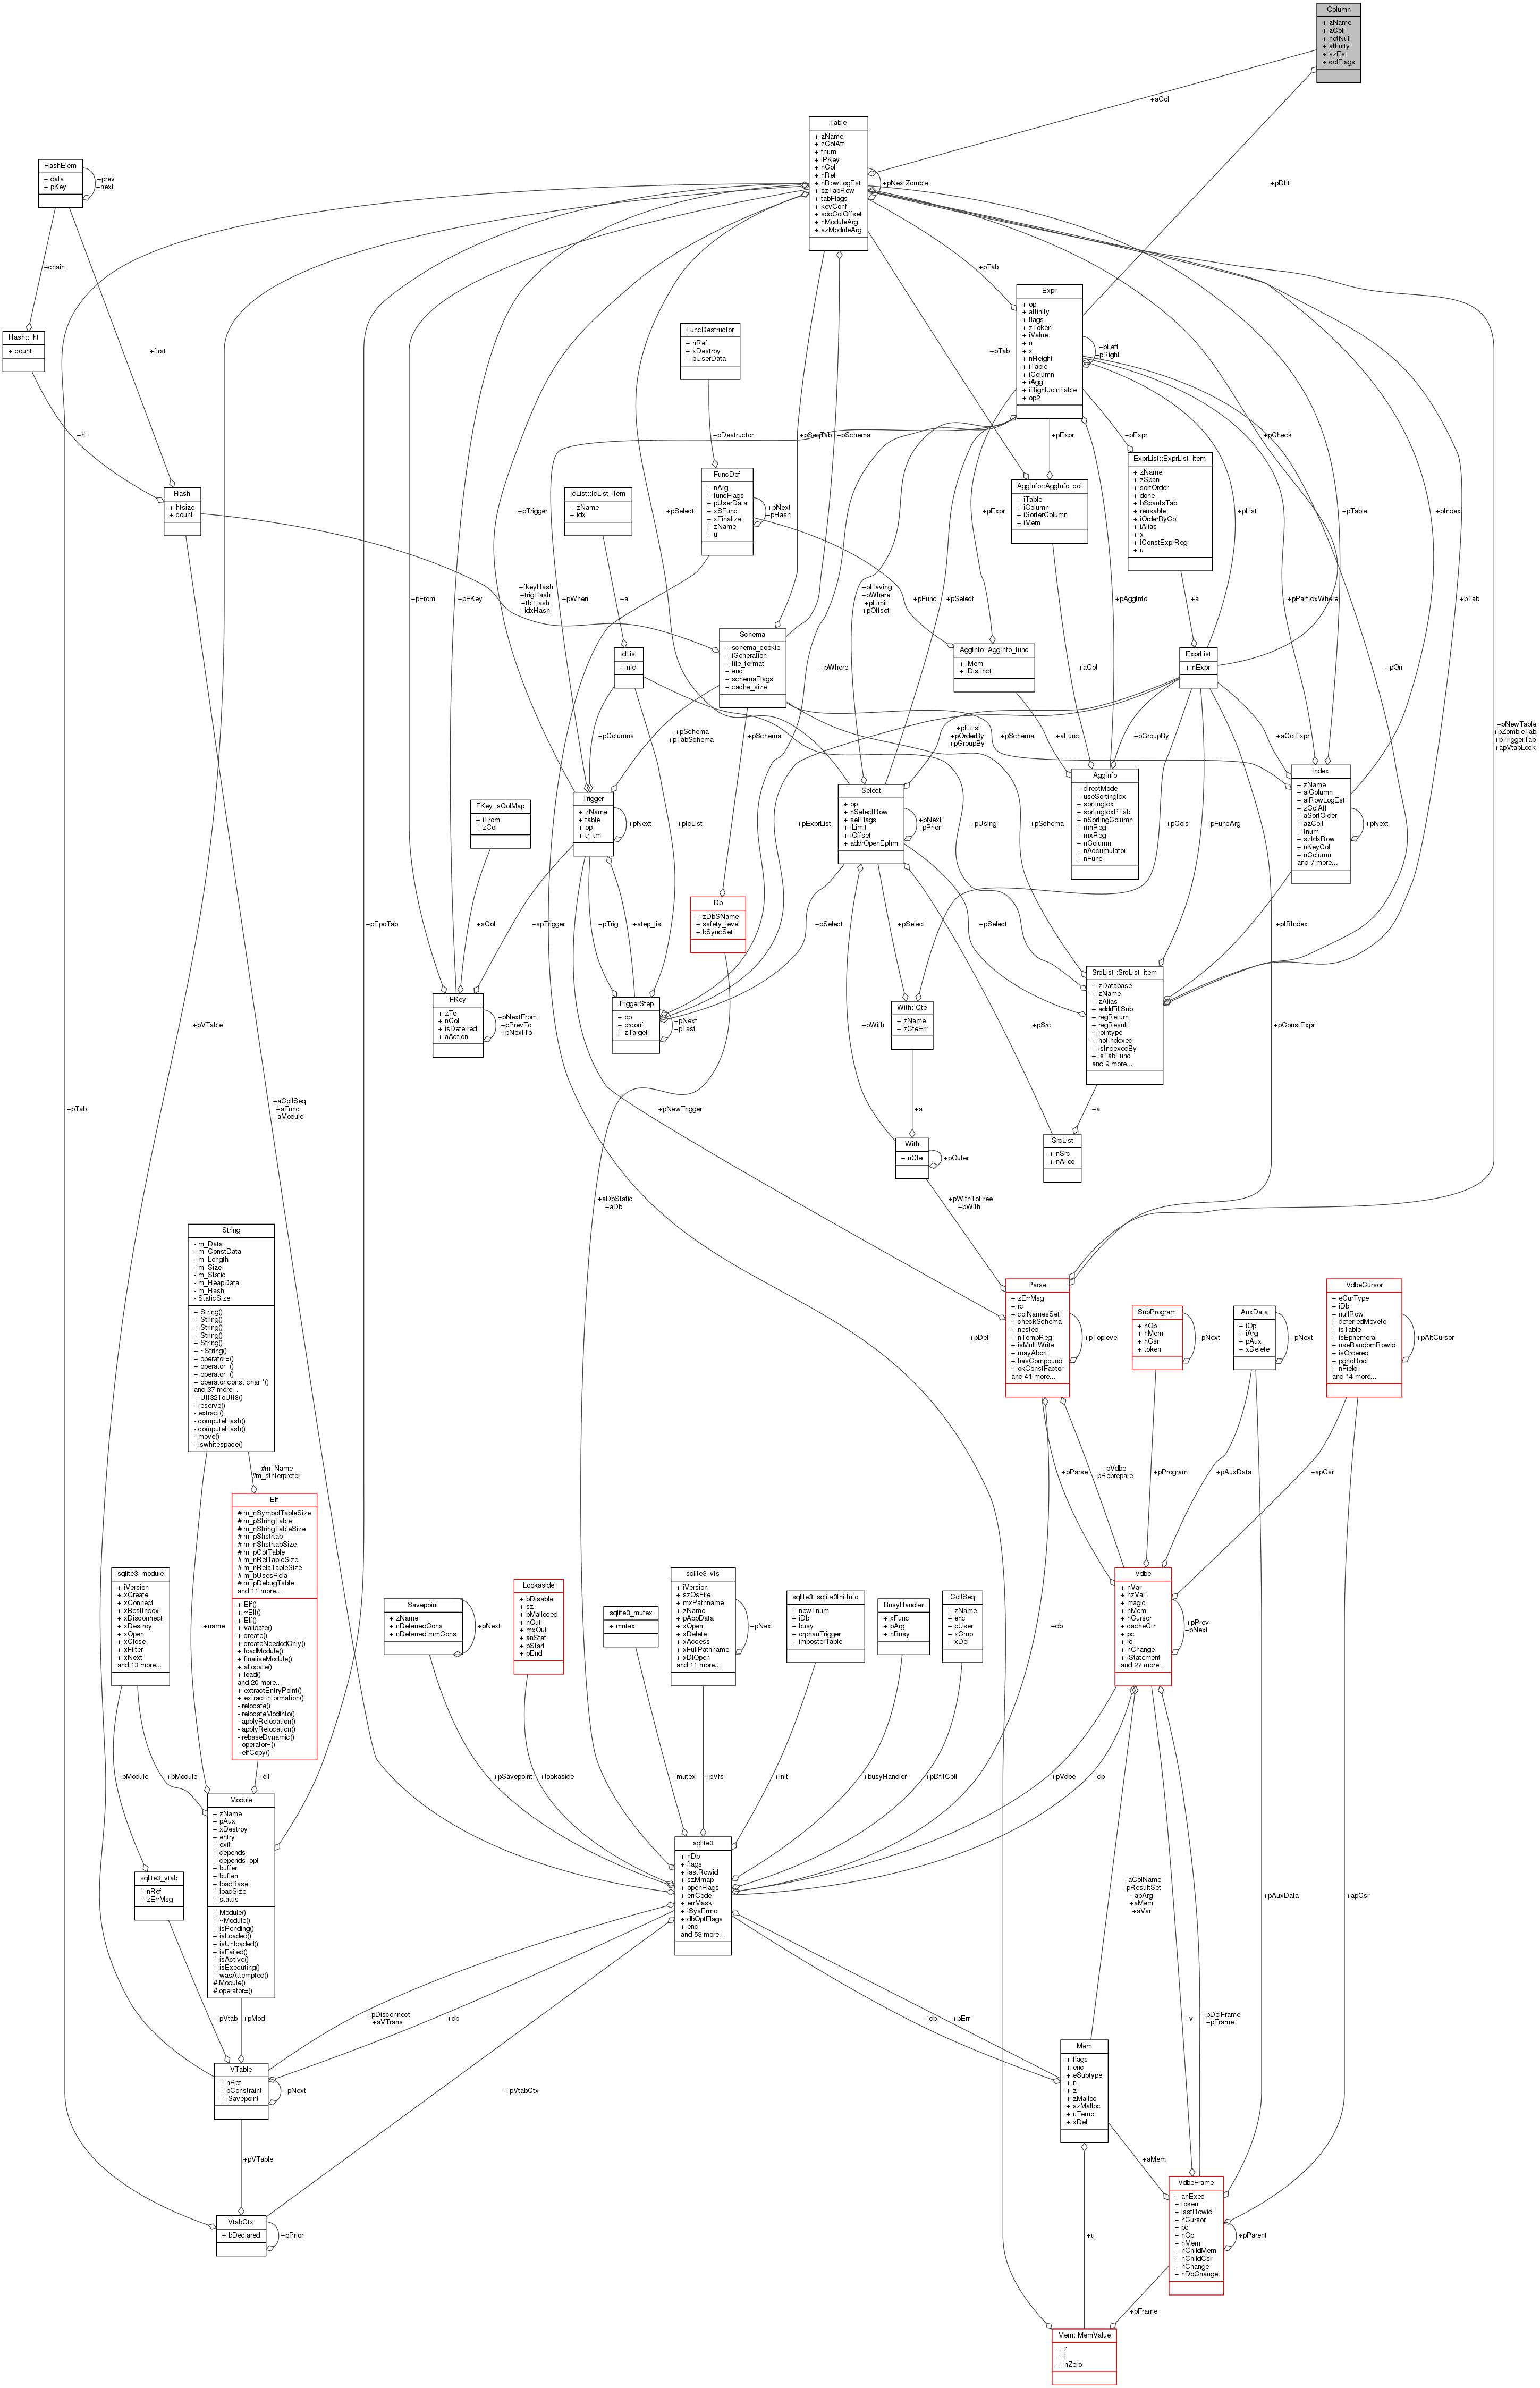 Column
+ zName
+ zColl
+ notNull
+ affinity
+ szEst
+ colFlags
+aCol
+pDflt
Table
+ zName
+ zColAff
+ tnum
+ iPKey
+ nCol
+ nRef
+ nRowLogEst
+ szTabRow
+ tabFlags
+ keyConf
+ addColOffset
+ nModuleArg
+ azModuleArg
+pNextZombie
HashElem
+ data
+ pKey
+prev
+next
+chain
+first
Hash::_ht
+ count
+ht
+pTab
+pTab
Expr
+ op
+ affinity
+ flags
+ zToken
+ iValue
+ u
+ x
+ nHeight
+ iTable
+ iColumn
+ iAgg
+ iRightJoinTable
+ op2
+pLeft
+pRight
FuncDestructor
+ nRef
+ xDestroy
+ pUserData
+pDestructor
+pSeqTab
+pSchema
+pExpr
+pExpr
+pCheck
Hash
+ htsize
+ count
IdList::IdList_item
+ zName
+ idx
FuncDef
+ nArg
+ funcFlags
+ pUserData
+ xSFunc
+ xFinalize
+ zName
+ u
+pNext
+pHash
AggInfo::AggInfo_col
+ iTable
+ iColumn
+ iSorterColumn
+ iMem
ExprList::ExprList_item
+ zName
+ zSpan
+ sortOrder
+ done
+ bSpanIsTab
+ reusable
+ iOrderByCol
+ iAlias
+ x
+ iConstExprReg
+ u
+pTrigger
+pSelect
+pExpr
+pList
+pTable
+pIndex
+pFrom
+pFKey
+pWhen
+fkeyHash
+trigHash
+tblHash
+idxHash
+a
+pHaving
+pWhere
+pLimit
+pOffset
+pFunc
+pSelect
+pAggInfo
+a
+pPartIdxWhere
+pTab
Schema
+ schema_cookie
+ iGeneration
+ file_format
+ enc
+ schemaFlags
+ cache_size
IdList
+ nId
AggInfo::AggInfo_func
+ iMem
+ iDistinct
ExprList
+ nExpr
+pWhere
+aCol
+pOn
+pColumns
+pSchema
+pTabSchema
+pSchema
+pEList
+pOrderBy
+pGroupBy
+pSchema
+aFunc
+pGroupBy
+aColExpr
+pNewTable
+pZombieTab
+pTriggerTab
+apVtabLock
FKey::sColMap
+ iFrom
+ zCol
Trigger
+ zName
+ table
+ op
+ tr_tm
+pNext
+pIdList
Select
+ op
+ nSelectRow
+ selFlags
+ iLimit
+ iOffset
+ addrOpenEphm
+pNext
+pPrior
AggInfo
+ directMode
+ useSortingIdx
+ sortingIdx
+ sortingIdxPTab
+ nSortingColumn
+ mnReg
+ mxReg
+ nColumn
+ nAccumulator
+ nFunc
Index
+ zName
+ aiColumn
+ aiRowLogEst
+ zColAff
+ aSortOrder
+ azColl
+ tnum
+ szIdxRow
+ nKeyCol
+ nColumn
and 7 more...
+pNext
+pExprList
+pUsing
+pSchema
+pCols
+pFuncArg
Db
+ zDbSName
+ safety_level
+ bSyncSet
+aCol
+apTrigger
+pTrig
+step_list
+pSelect
+pSelect
+pSelect
+pIBIndex
+pEpoTab
FKey
+ zTo
+ nCol
+ isDeferred
+ aAction
+pNextFrom
+pPrevTo
+pNextTo
TriggerStep
+ op
+ orconf
+ zTarget
+pNext
+pLast
With::Cte
+ zName
+ zCteErr
SrcList::SrcList_item
+ zDatabase
+ zName
+ zAlias
+ addrFillSub
+ regReturn
+ regResult
+ jointype
+ notIndexed
+ isIndexedBy
+ isTabFunc
and 9 more...
+pVTable
+pWith
+pSrc
+pConstExpr
+pTab
+aCollSeq
+aFunc
+aModule
+pNewTrigger
+a
+a
With
+ nCte
+pOuter
SrcList
+ nSrc
+ nAlloc
+aDbStatic
+aDb
+pWithToFree
+pWith
String
- m_Data
- m_ConstData
- m_Length
- m_Size
- m_Static
- m_HeapData
- m_Hash
- StaticSize
+ String()
+ String()
+ String()
+ String()
+ String()
+ ~String()
+ operator=()
+ operator=()
+ operator=()
+ operator const char *()
and 37 more...
+ Utf32ToUtf8()
- reserve()
- extract()
- computeHash()
- computeHash()
- move()
- iswhitespace()
+pDef
Parse
+ zErrMsg
+ rc
+ colNamesSet
+ checkSchema
+ nested
+ nTempReg
+ isMultiWrite
+ mayAbort
+ hasCompound
+ okConstFactor
and 41 more...
+pToplevel
SubProgram
+ nOp
+ nMem
+ nCsr
+ token
+pNext
AuxData
+ iOp
+ iArg
+ pAux
+ xDelete
+pNext
VdbeCursor
+ eCurType
+ iDb
+ nullRow
+ deferredMoveto
+ isTable
+ isEphemeral
+ useRandomRowid
+ isOrdered
+ pgnoRoot
+ nField
and 14 more...
+pAltCursor
#m_Name
#m_sInterpreter
+pParse
+pVdbe
+pReprepare
+pProgram
+pAuxData
+apCsr
Elf
# m_nSymbolTableSize
# m_pStringTable
# m_nStringTableSize
# m_pShstrtab
# m_nShstrtabSize
# m_pGotTable
# m_nRelTableSize
# m_nRelaTableSize
# m_bUsesRela
# m_pDebugTable
and 11 more...
+ Elf()
+ ~Elf()
+ Elf()
+ validate()
+ create()
+ createNeededOnly()
+ loadModule()
+ finaliseModule()
+ allocate()
+ load()
and 20 more...
+ extractEntryPoint()
+ extractInformation()
- relocate()
- relocateModinfo()
- applyRelocation()
- applyRelocation()
- rebaseDynamic()
- operator=()
- elfCopy()
sqlite3_module
+ iVersion
+ xCreate
+ xConnect
+ xBestIndex
+ xDisconnect
+ xDestroy
+ xOpen
+ xClose
+ xFilter
+ xNext
and 13 more...
+name
Savepoint
+ zName
+ nDeferredCons
+ nDeferredImmCons
+pNext
Lookaside
+ bDisable
+ sz
+ bMalloced
+ nOut
+ mxOut
+ anStat
+ pStart
+ pEnd
sqlite3_mutex
+ mutex
sqlite3_vfs
+ iVersion
+ szOsFile
+ mxPathname
+ zName
+ pAppData
+ xOpen
+ xDelete
+ xAccess
+ xFullPathname
+ xDlOpen
and 11 more...
+pNext
sqlite3::sqlite3InitInfo
+ newTnum
+ iDb
+ busy
+ orphanTrigger
+ imposterTable
BusyHandler
+ xFunc
+ pArg
+ nBusy
CollSeq
+ zName
+ enc
+ pUser
+ xCmp
+ xDel
+db
Vdbe
+ nVar
+ nzVar
+ magic
+ nMem
+ nCursor
+ cacheCtr
+ pc
+ rc
+ nChange
+ iStatement
and 27 more...
+pPrev
+pNext
+pModule
+pModule
+elf
+pSavepoint
+lookaside
+mutex
+pVfs
+init
+busyHandler
+pDfltColl
+pVdbe
+db
Module
+ zName
+ pAux
+ xDestroy
+ entry
+ exit
+ depends
+ depends_opt
+ buffer
+ buflen
+ loadBase
+ loadSize
+ status
+ Module()
+ ~Module()
+ isPending()
+ isLoaded()
+ isUnloaded()
+ isFailed()
+ isActive()
+ isExecuting()
+ wasAttempted()
# Module()
# operator=()
sqlite3_vtab
+ nRef
+ zErrMsg
sqlite3
+ nDb
+ flags
+ lastRowid
+ szMmap
+ openFlags
+ errCode
+ errMask
+ iSysErrno
+ dbOptFlags
+ enc
and 53 more...
+aColName
+pResultSet
+apArg
+aMem
+aVar
+pAuxData
+apCsr
+pVtab
+pMod
+pDisconnect
+aVTrans
+db
+db
+pErr
+v
+pDelFrame
+pFrame
VTable
+ nRef
+ bConstraint
+ iSavepoint
+pNext
+pVtabCtx
Mem
+ flags
+ enc
+ eSubtype
+ n
+ z
+ zMalloc
+ szMalloc
+ uTemp
+ xDel
+pVTable
+aMem
VdbeFrame
+ anExec
+ token
+ lastRowid
+ nCursor
+ pc
+ nOp
+ nMem
+ nChildMem
+ nChildCsr
+ nChange
+ nDbChange
+pParent
VtabCtx
+ bDeclared
+pPrior
+u
+pFrame
Mem::MemValue
+ r
+ i
+ nZero